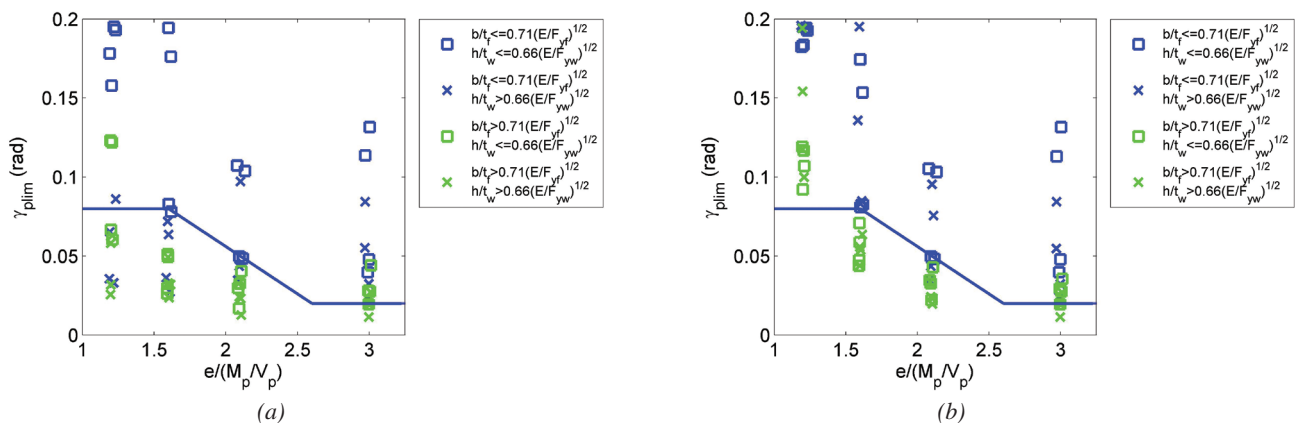 0.2
0.15
0.1
0.05
0
γplim (rad)
1
1.5
2
2.5
3
e/(Mp/Vp)
b/tf<=0.71(E/Fyf)1/2
h/tw<=0.66(E/Fyw)1/2
b/tf<=0.71(E/Fyf)1/2
h/tw>0.66(E/Fyw)1/2
b/tf>0.71(E/Fyf)1/2
h/tw<=0.66(E/Fyw)1/2
b/tf>0.71(E/Fyf)1/2
h/tw>0.66(E/Fyw)1/2
(a)
0.2
0.15
0.1
0.05
0
γplim (rad)
1
1.5
2
2.5
3
e/(Mp/Vp)
b/tf<=0.71(E/Fyf)1/2
h/tw<=0.66(E/Fyw)1/2
b/tf<=0.71(E/Fyf)1/2
h/tw>0.66(E/Fyw)1/2
b/tf>0.71(E/Fyf)1/2
h/tw<=0.66(E/Fyw)1/2
b/tf>0.71(E/Fyf)1/2
h/tw>0.66(E/Fyw)1/2
(b)